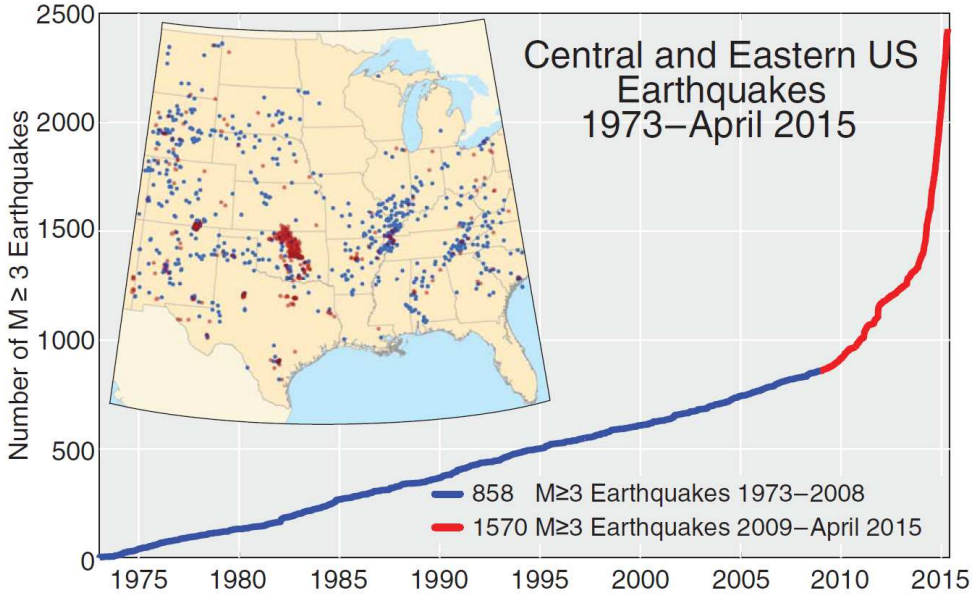 Central and Eastern US
Earthquakes
1973–April 2015
Number of M ≥ 3 Earthquakes
2500
2000
1500
1000
500
0
858 M≥3 Earthquakes 1973–2008
1570 M≥3 Earthquakes 2009–April 2015
1975 1980 1985 1990 1995 2000 2005 2010 2015